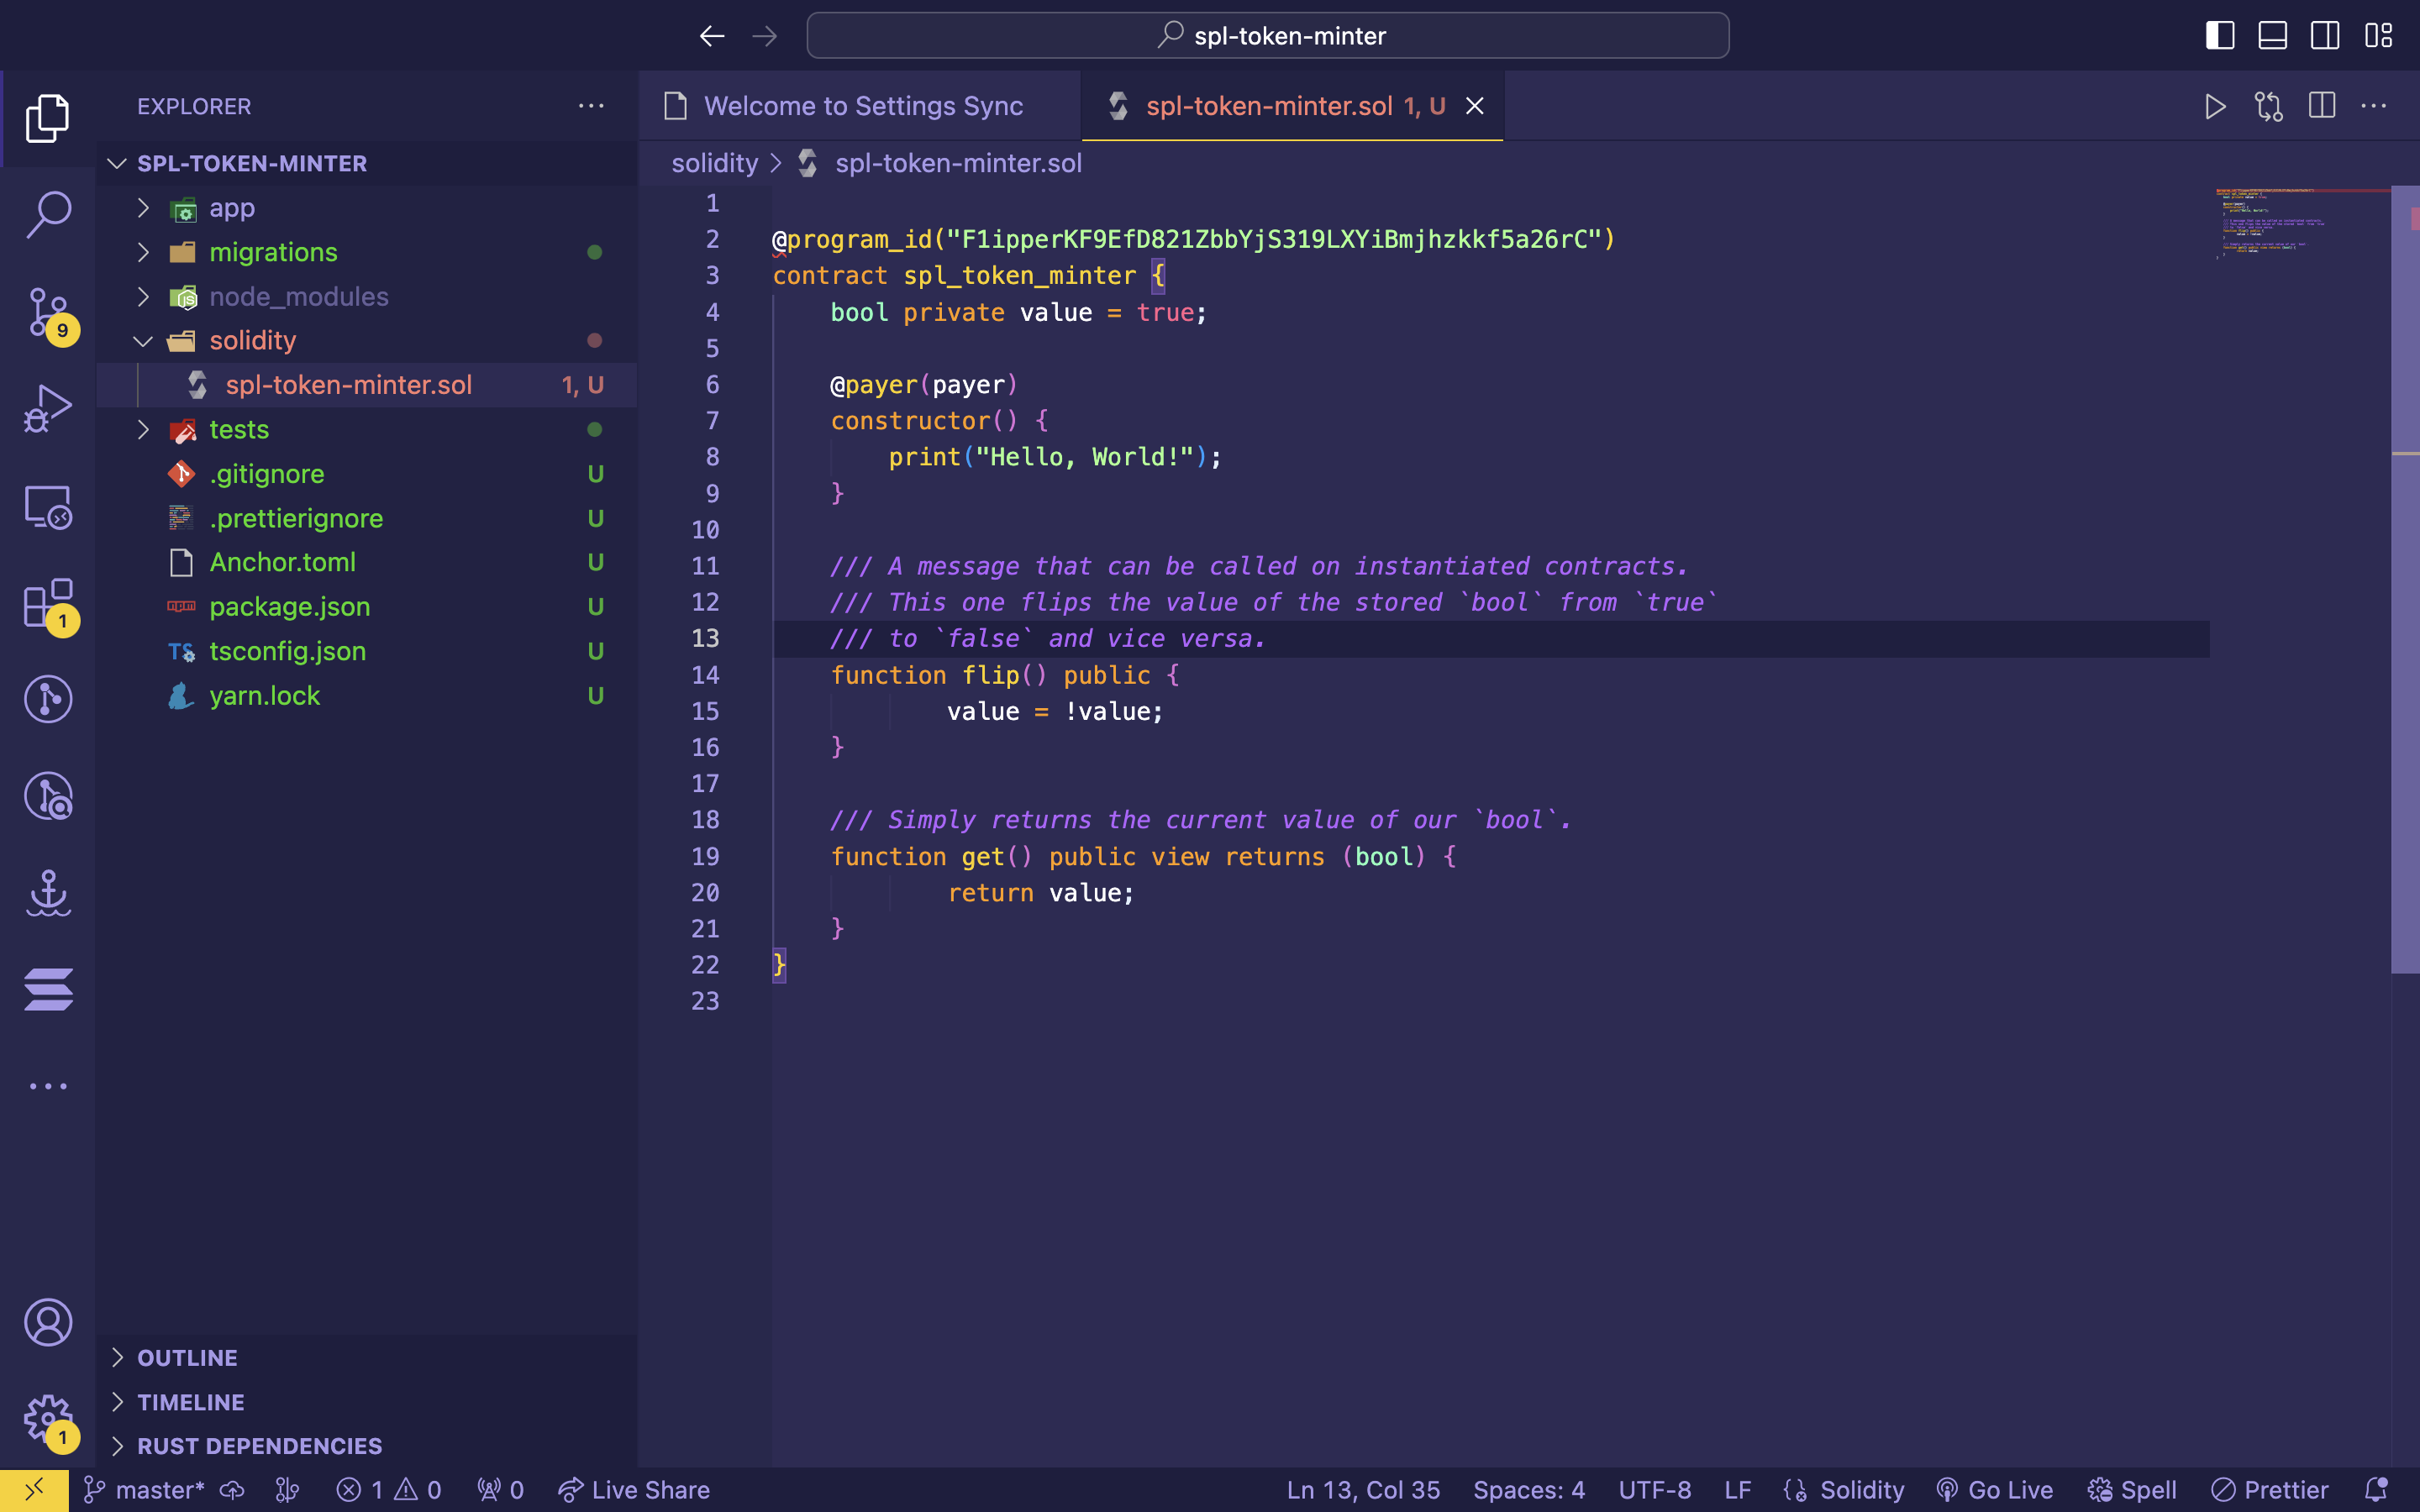 spl-token-minter
EXPLORER
Welcome to Settings Sync
spl-token-minter.sol 1, U
SPL-TOKEN-MINTER
solidity > spl-token-minter.sol
app
migrations
node_modules
solidity
spl-token-minter.sol 1, U
tests
.gitignore U
.prettierignore U
Anchor.toml U
package.json U
TS tsconfig.json U
yarn.lock U
9
1
1
OUTLINE
TIMELINE
RUST DEPENDENCIES
1
2 @program_id("F1ipperKF9EfD821ZbbYjS319LXYiBmjhzkkf5a26rC")
3 contract spl_token_minter {
4 bool private value = true;
5
6 @payer(payer)
7 constructor() {
8 print("Hello, World!");
9 }
10
11 /// A message that can be called on instantiated contracts.
12 /// This one flips the value of the stored `bool` from `true`
13 /// to `false` and vice versa.
14 function flip() public {
15 value = !value;
16 }
17
18 /// Simply returns the current value of our `bool`.
19 function get() public view returns (bool) {
20 return value;
21 }
22 }
23
master* 1 0 0 Live Share Ln 13, Col 35 Spaces: 4 UTF-8 LF Solidity Go Live Spell Prettier